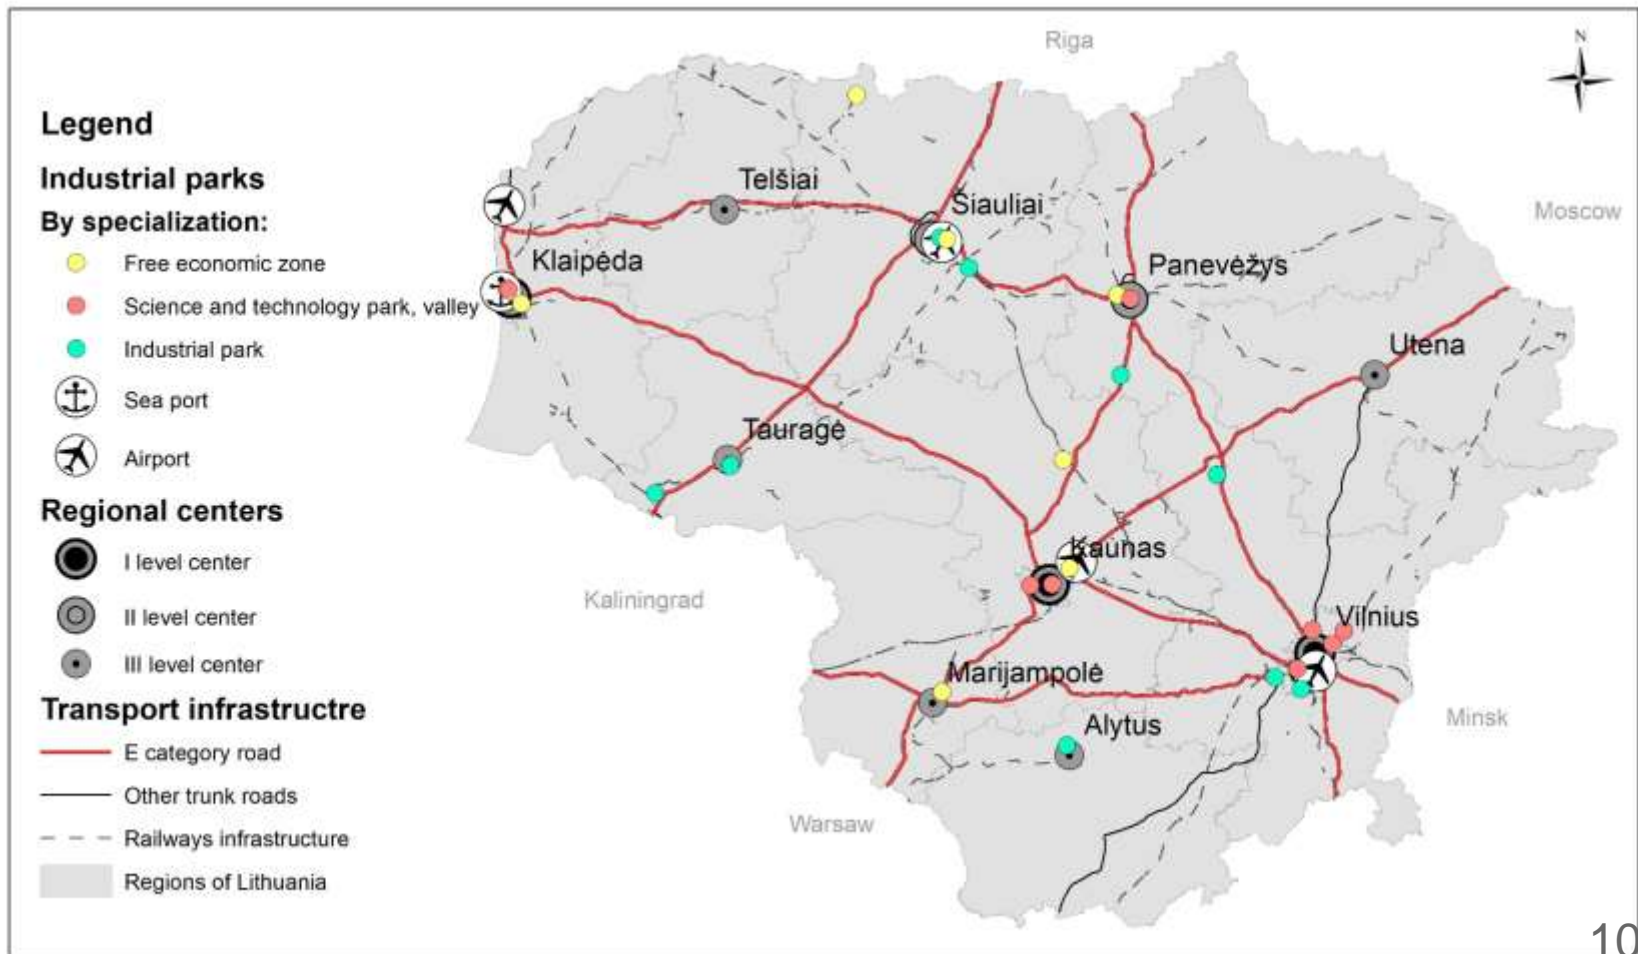 Legend
Industrial parks
By specialization:
Free economic zone
Science and technology park, valley
Industrial park
Sea port
Airport
Regional centers
I level center
II level center
III level center
Transport infrastructre
E category road
Other trunk roads
Railways infrastructure
Regions of Lithuania
Riga
N
Telšiai
Šiauliai
Moscow
Klaipėda
Panevėžys
Utena
Tauragė
Kaunas
Kaliningrad
Vilnius
Marijampolė
Minsk
Alytus
Warsaw
10